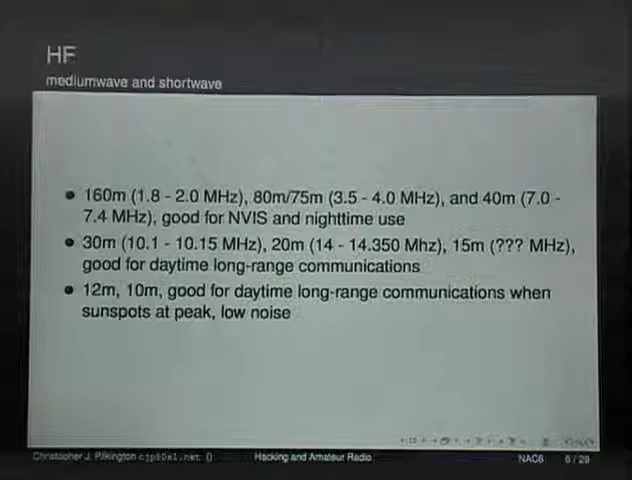 HF
mediumwave and shortwave
160m (1.8 - 2.0 MHz), 80m/75m (3.5 - 4.0 MHz), and 40m (7.0 -
7.4 MHz), good for NVIS and nighttime use
30m (10.1 - 10.15 MHz), 20m (14 - 14.350 Mhz), 15m (??? MHz),
good for daytime long-range communications
12m, 10m, good for daytime long-range communications when
sunspots at peak, low noise
Christopher J. Pilkington () Hacking and Amateur Radio NAC6 6 / 29